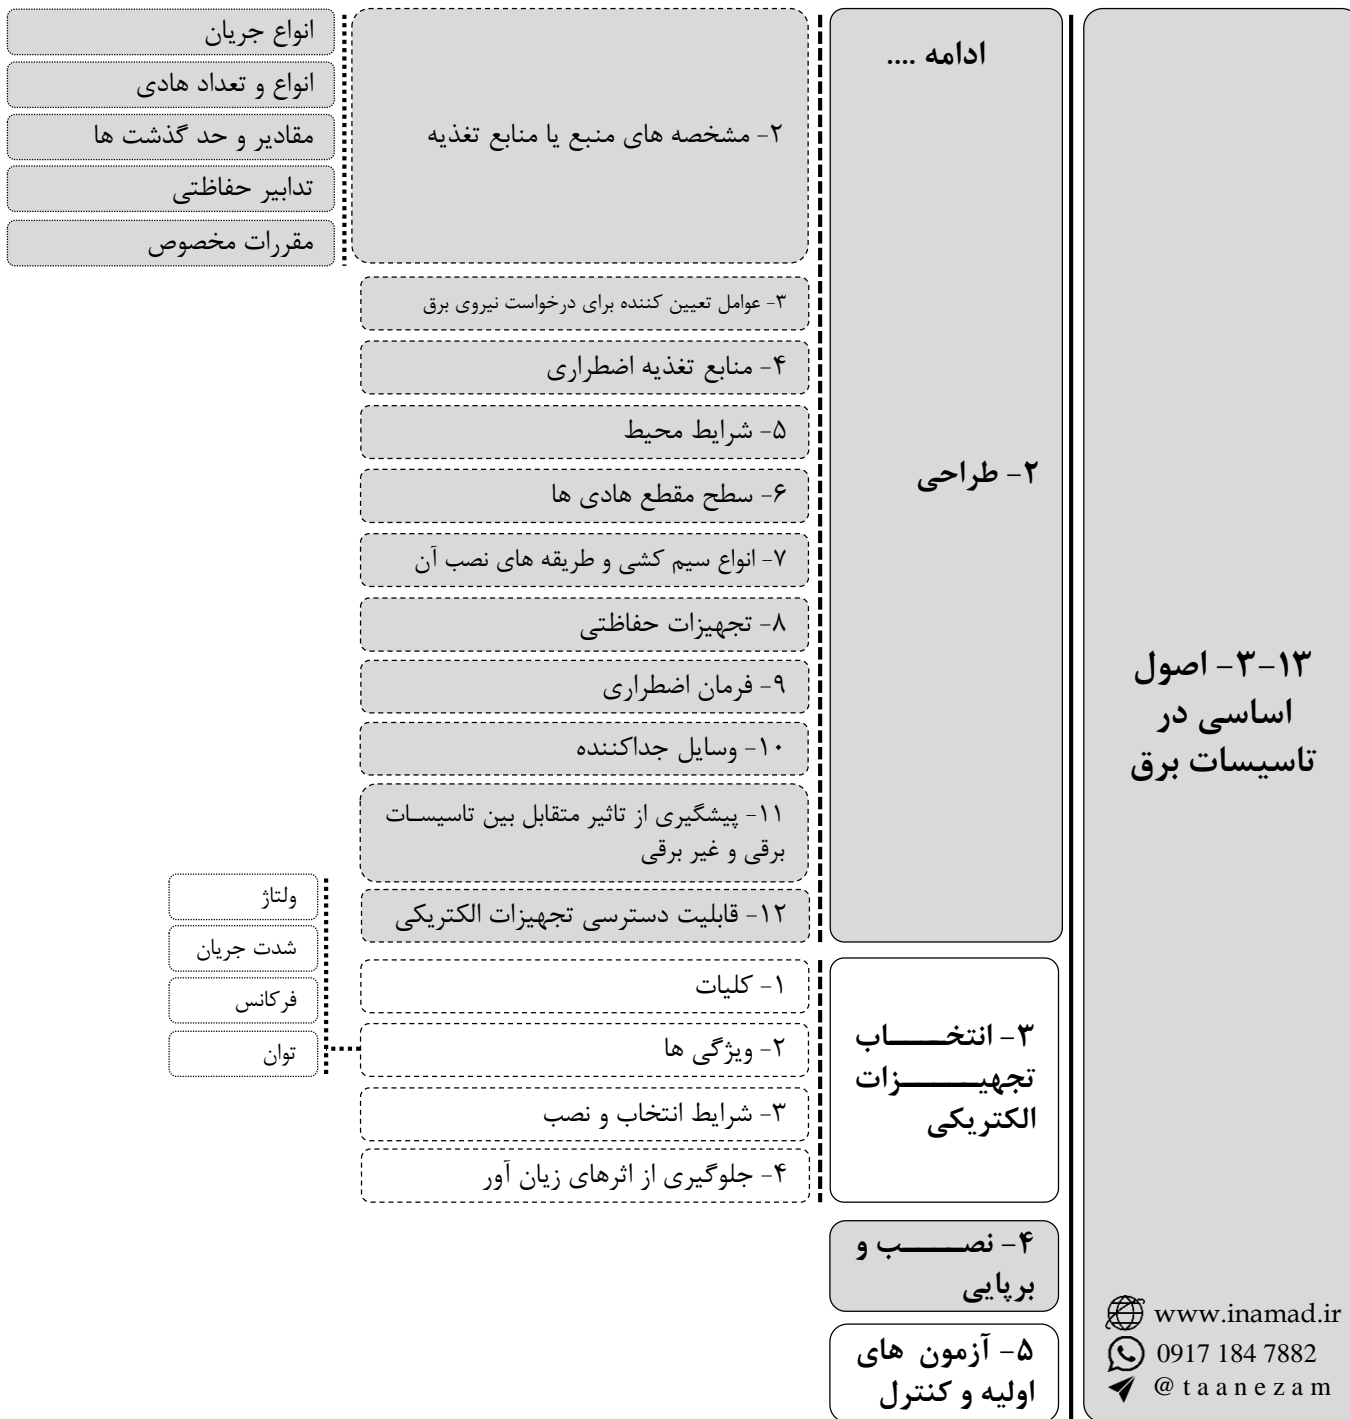 ۱۳-۳- اصول
اساسی در
تاسیسات برق
ادامه ....
۲- طراحی
۲- مشخصه های منبع یا منابع تغذیه
انواع جریان
انواع و تعداد هادی
مقادیر و حد گذشت ها
تدابیر حفاظتی
مقررات مخصوص
۳- عوامل تعیین کننده برای درخواست نیروی برق
۴- منابع تغذیه اضطراری
۵- شرایط محیط
۶- سطح مقطع هادی ها
۷- انواع سیم کشی و طریقه های نصب آن
۸- تجهیزات حفاظتی
۹- فرمان اضطراری
۱۰- وسایل جداکننده
۱۱- پیشگیری از تاثیر متقابل بین تاسیسات
برقی و غیر برقی
۱۲- قابلیت دسترسی تجهیزات الکتریکی
۳- انتخاب
تجهیزات
الکتریکی
۱- کلیات
۲- ویژگی ها
ولتاژ
شدت جریان
فرکانس
توان
۳- شرایط انتخاب و نصب
۴- جلوگیری از اثرهای زیان آور
۴- نصب و
برپایی
۵- آزمون های
اولیه و کنترل
www.inamad.ir
0917 184 7882
@ t a a n e z a m